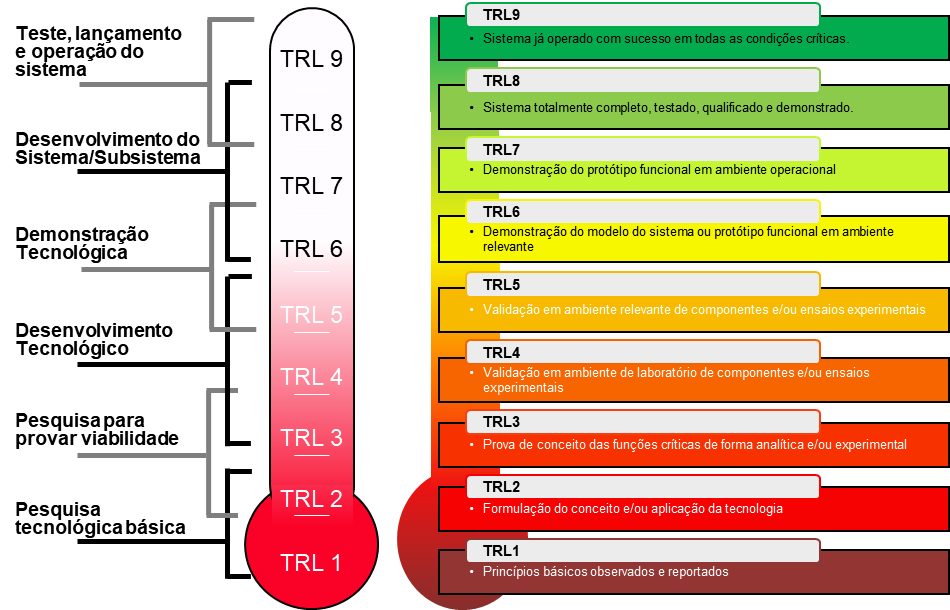 Teste, lançamento
e operação do
sistema
Desenvolvimento do
Sistema/Subsistema
Demonstração
Tecnológica
Desenvolvimento
Tecnológico
Pesquisa para
provar viabilidade
Pesquisa
tecnológica básica
TRL 9
TRL 8
TRL 7
TRL 6
TRL 5
TRL 4
TRL 3
TRL 2
TRL 1
TRL9
• Sistema já operado com sucesso em todas as condições críticas.
TRL8
• Sistema totalmente completo, testado, qualificado e demonstrado.
TRL7
• Demonstração do protótipo funcional em ambiente operacional
TRL6
• Demonstração do modelo do sistema ou protótipo funcional em ambiente
relevante
TRL5
• Validação em ambiente relevante de componentes e/ou ensaios experimentais
TRL4
• Validação em ambiente de laboratório de componentes e/ou ensaios
experimentais
TRL3
• Prova de conceito das funções críticas de forma analítica e/ou experimental
TRL2
• Formulação do conceito e/ou aplicação da tecnologia
TRL1
• Princípios básicos observados e reportados